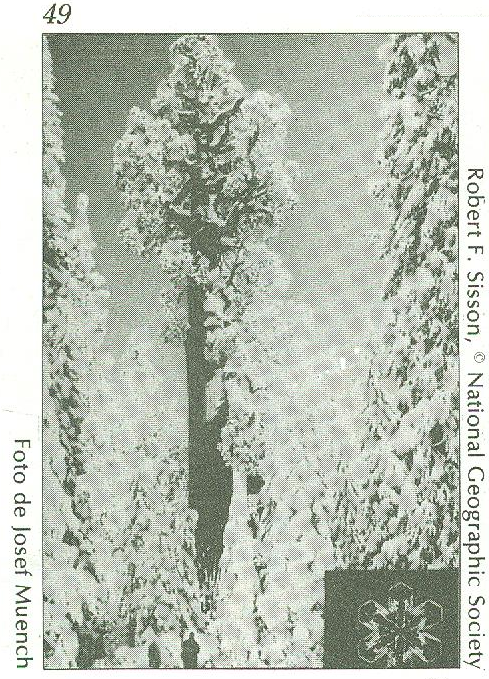 49
Robert F. Sisson, © National Geographic Society
Foto de Josef Muench